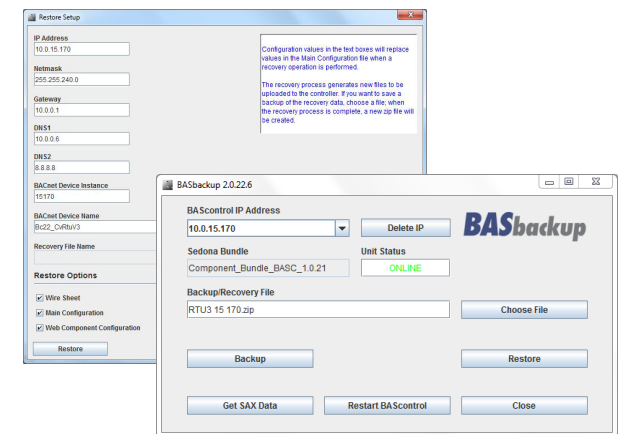 Restore Setup
IP Address
10.0.15.170
Netmask
255.255.240.0
Gateway
10.0.0.1
DNS1
10.0.0.6
DNS2
8.8.8.8
BACnet Device Instance
15170
BACnet Device Name
Bc22_CvRtuV3
Recovery File Name
Restore Options
Wire Sheet
Main Configuration
Web Component Configuration
Restore
Configuration values in the text boxes will replace
values in the Main Configuration file when a
recovery operation is performed.
The recovery process generates new files to be
uploaded to the controller. If you want to save a
backup of the recovery data, choose a file; when
the recovery process is complete, a new zip file will
be created.
BASbackup 2.0.22.6
BAScontrol IP Address
10.0.15.170
Delete IP
BASbackup
Sedona Bundle
Unit Status
Component_Bundle_BASC_1.0.21
ONLINE
Backup/Recovery File
RTU3 15 170.zip
Choose File
Backup
Restore
Get SAX Data
Restart BAScontrol
Close